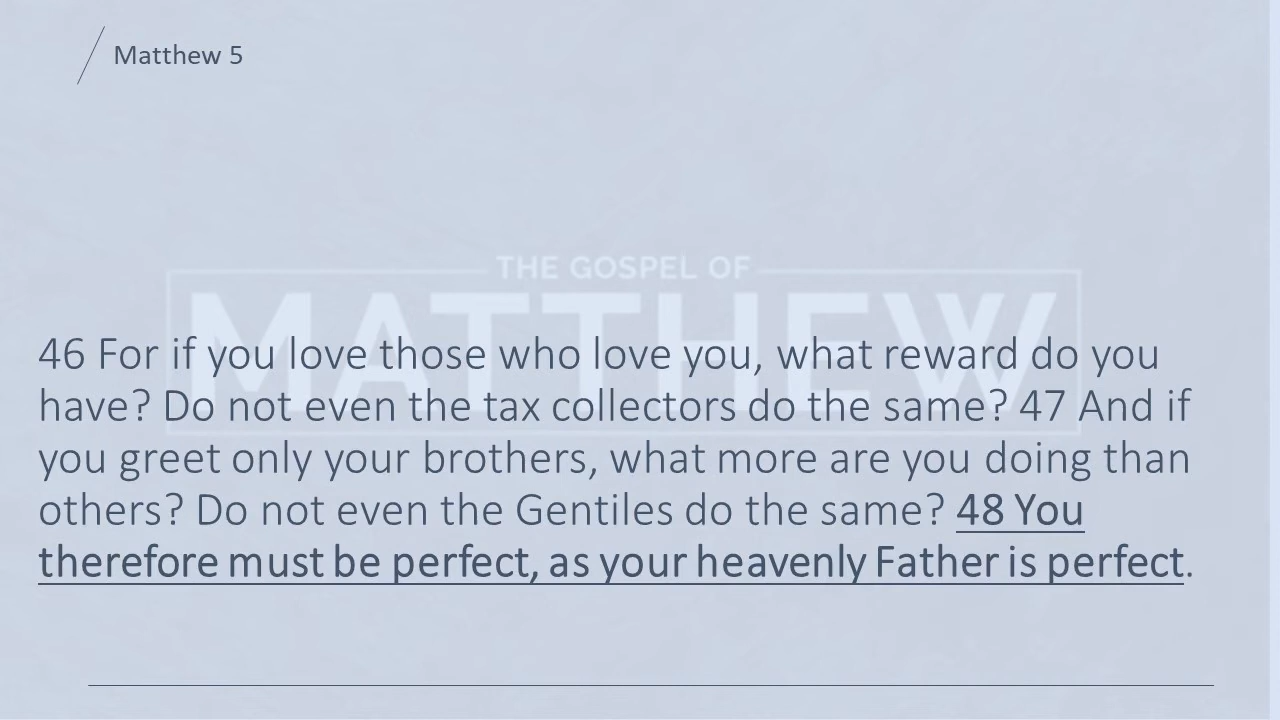 Matthew 5
THE GOSPEL OF
MATTHEW
46 For if you love those who love you, what reward do you
have? Do not even the tax collectors do the same? 47 And if
you greet only your brothers, what more are you doing than
others? Do not even the Gentiles do the same? 48 You
therefore must be perfect, as your heavenly Father is perfect.